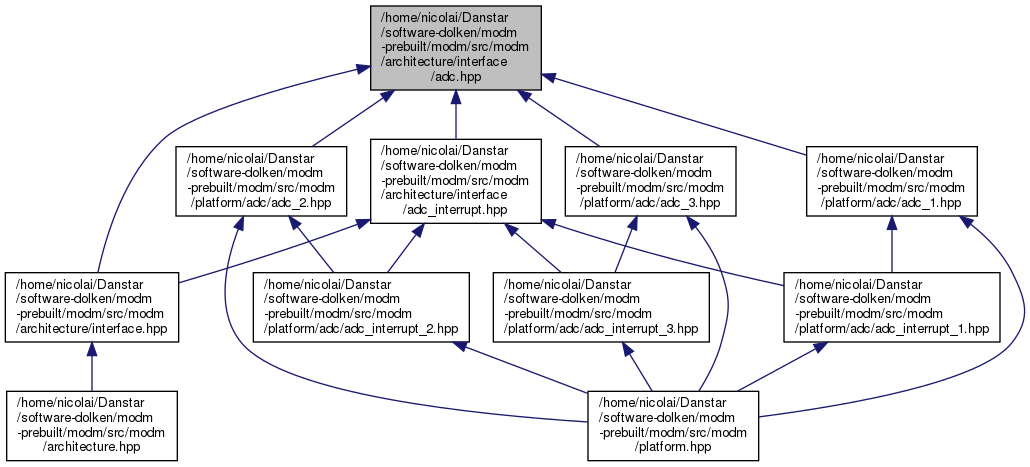 /home/nicolai/Danstar
/software-dolken/modm
-prebuilt/modm/src/modm
/architecture/interface
/adc.hpp
/home/nicolai/Danstar
/software-dolken/modm
-prebuilt/modm/src/modm
/platform/adc/adc_2.hpp
/home/nicolai/Danstar
/software-dolken/modm
-prebuilt/modm/src/modm
/architecture/interface
/adc_interrupt.hpp
/home/nicolai/Danstar
/software-dolken/modm
-prebuilt/modm/src/modm
/platform/adc/adc_3.hpp
/home/nicolai/Danstar
/software-dolken/modm
-prebuilt/modm/src/modm
/platform/adc/adc_1.hpp
/home/nicolai/Danstar
/software-dolken/modm
-prebuilt/modm/src/modm
/architecture/interface.hpp
/home/nicolai/Danstar
/software-dolken/modm
-prebuilt/modm/src/modm
/platform/adc/adc_interrupt_2.hpp
/home/nicolai/Danstar
/software-dolken/modm
-prebuilt/modm/src/modm
/platform/adc/adc_interrupt_3.hpp
/home/nicolai/Danstar
/software-dolken/modm
-prebuilt/modm/src/modm
/platform/adc/adc_interrupt_1.hpp
/home/nicolai/Danstar
/software-dolken/modm
-prebuilt/modm/src/modm
/architecture.hpp
/home/nicolai/Danstar
/software-dolken/modm
-prebuilt/modm/src/modm
/platform.hpp